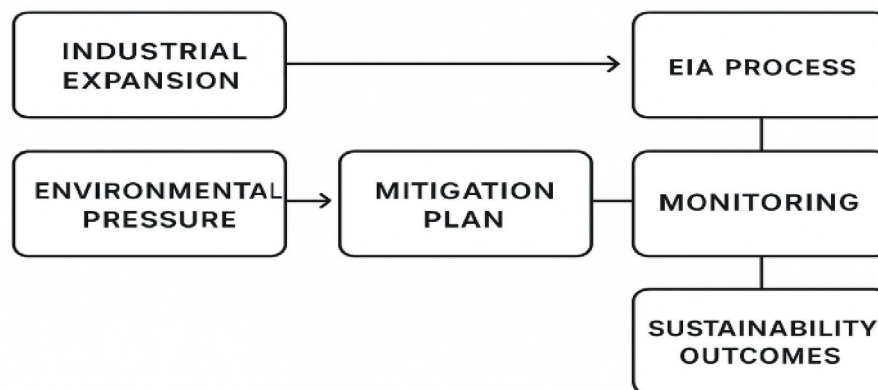 INDUSTRIAL
EXPANSION
EIA PROCESS
ENVIRONMENTAL
PRESSURE
MITIGATION
PLAN
MONITORING
SUSTAINABILITY
OUTCOMES